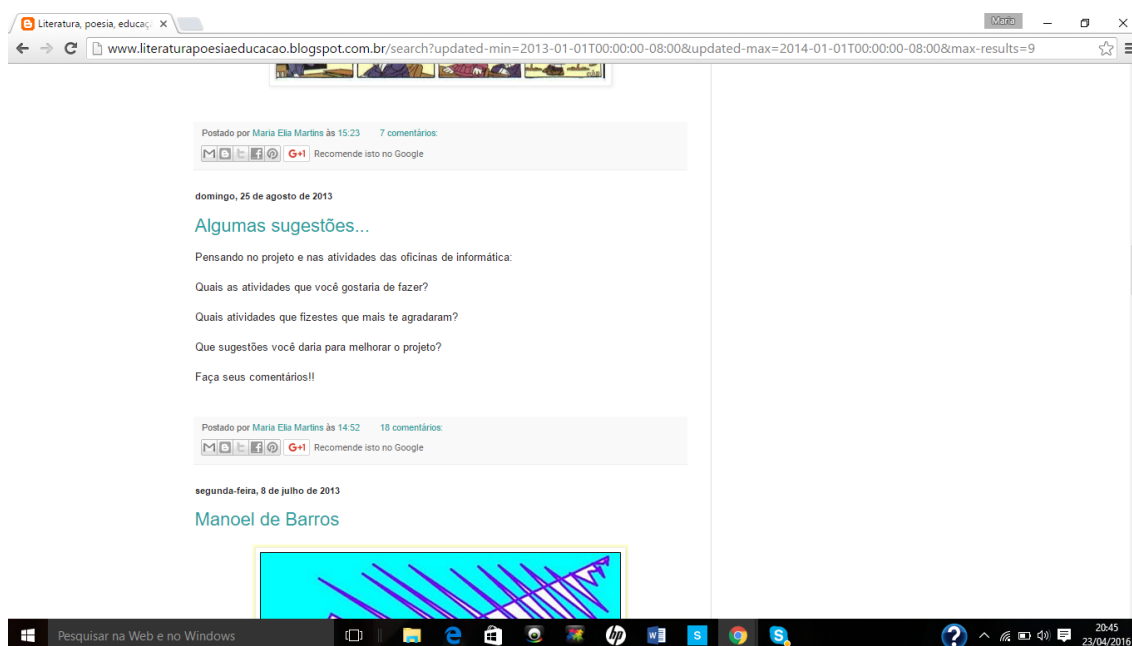 Literatura, poesia, educaç
Maria
www.literaturapoesiaeducacao.blogspot.com.br/search?updated-min=2013-01-01T00:00:00-08:00&updated-max=2014-01-01T00:00:00-08:00&max-results=9
Postado por Maria Elia Martins às 15:23 7 comentários:
G+1 Recomende isto no Google
domingo, 25 de agosto de 2013
Algumas sugestões...
Pensando no projeto e nas atividades das oficinas de informática:
Quais as atividades que você gostaria de fazer?
Quais atividades que fizestes que mais te agradaram?
Que sugestões você daria para melhorar o projeto?
Faça seus comentários!!
Postado por Maria Elia Martins às 14:52 18 comentários:
G+1 Recomende isto no Google
segunda-feira, 8 de julho de 2013
Manoel de Barros
Pesquisar na Web e no Windows
20:45
23/04/2016